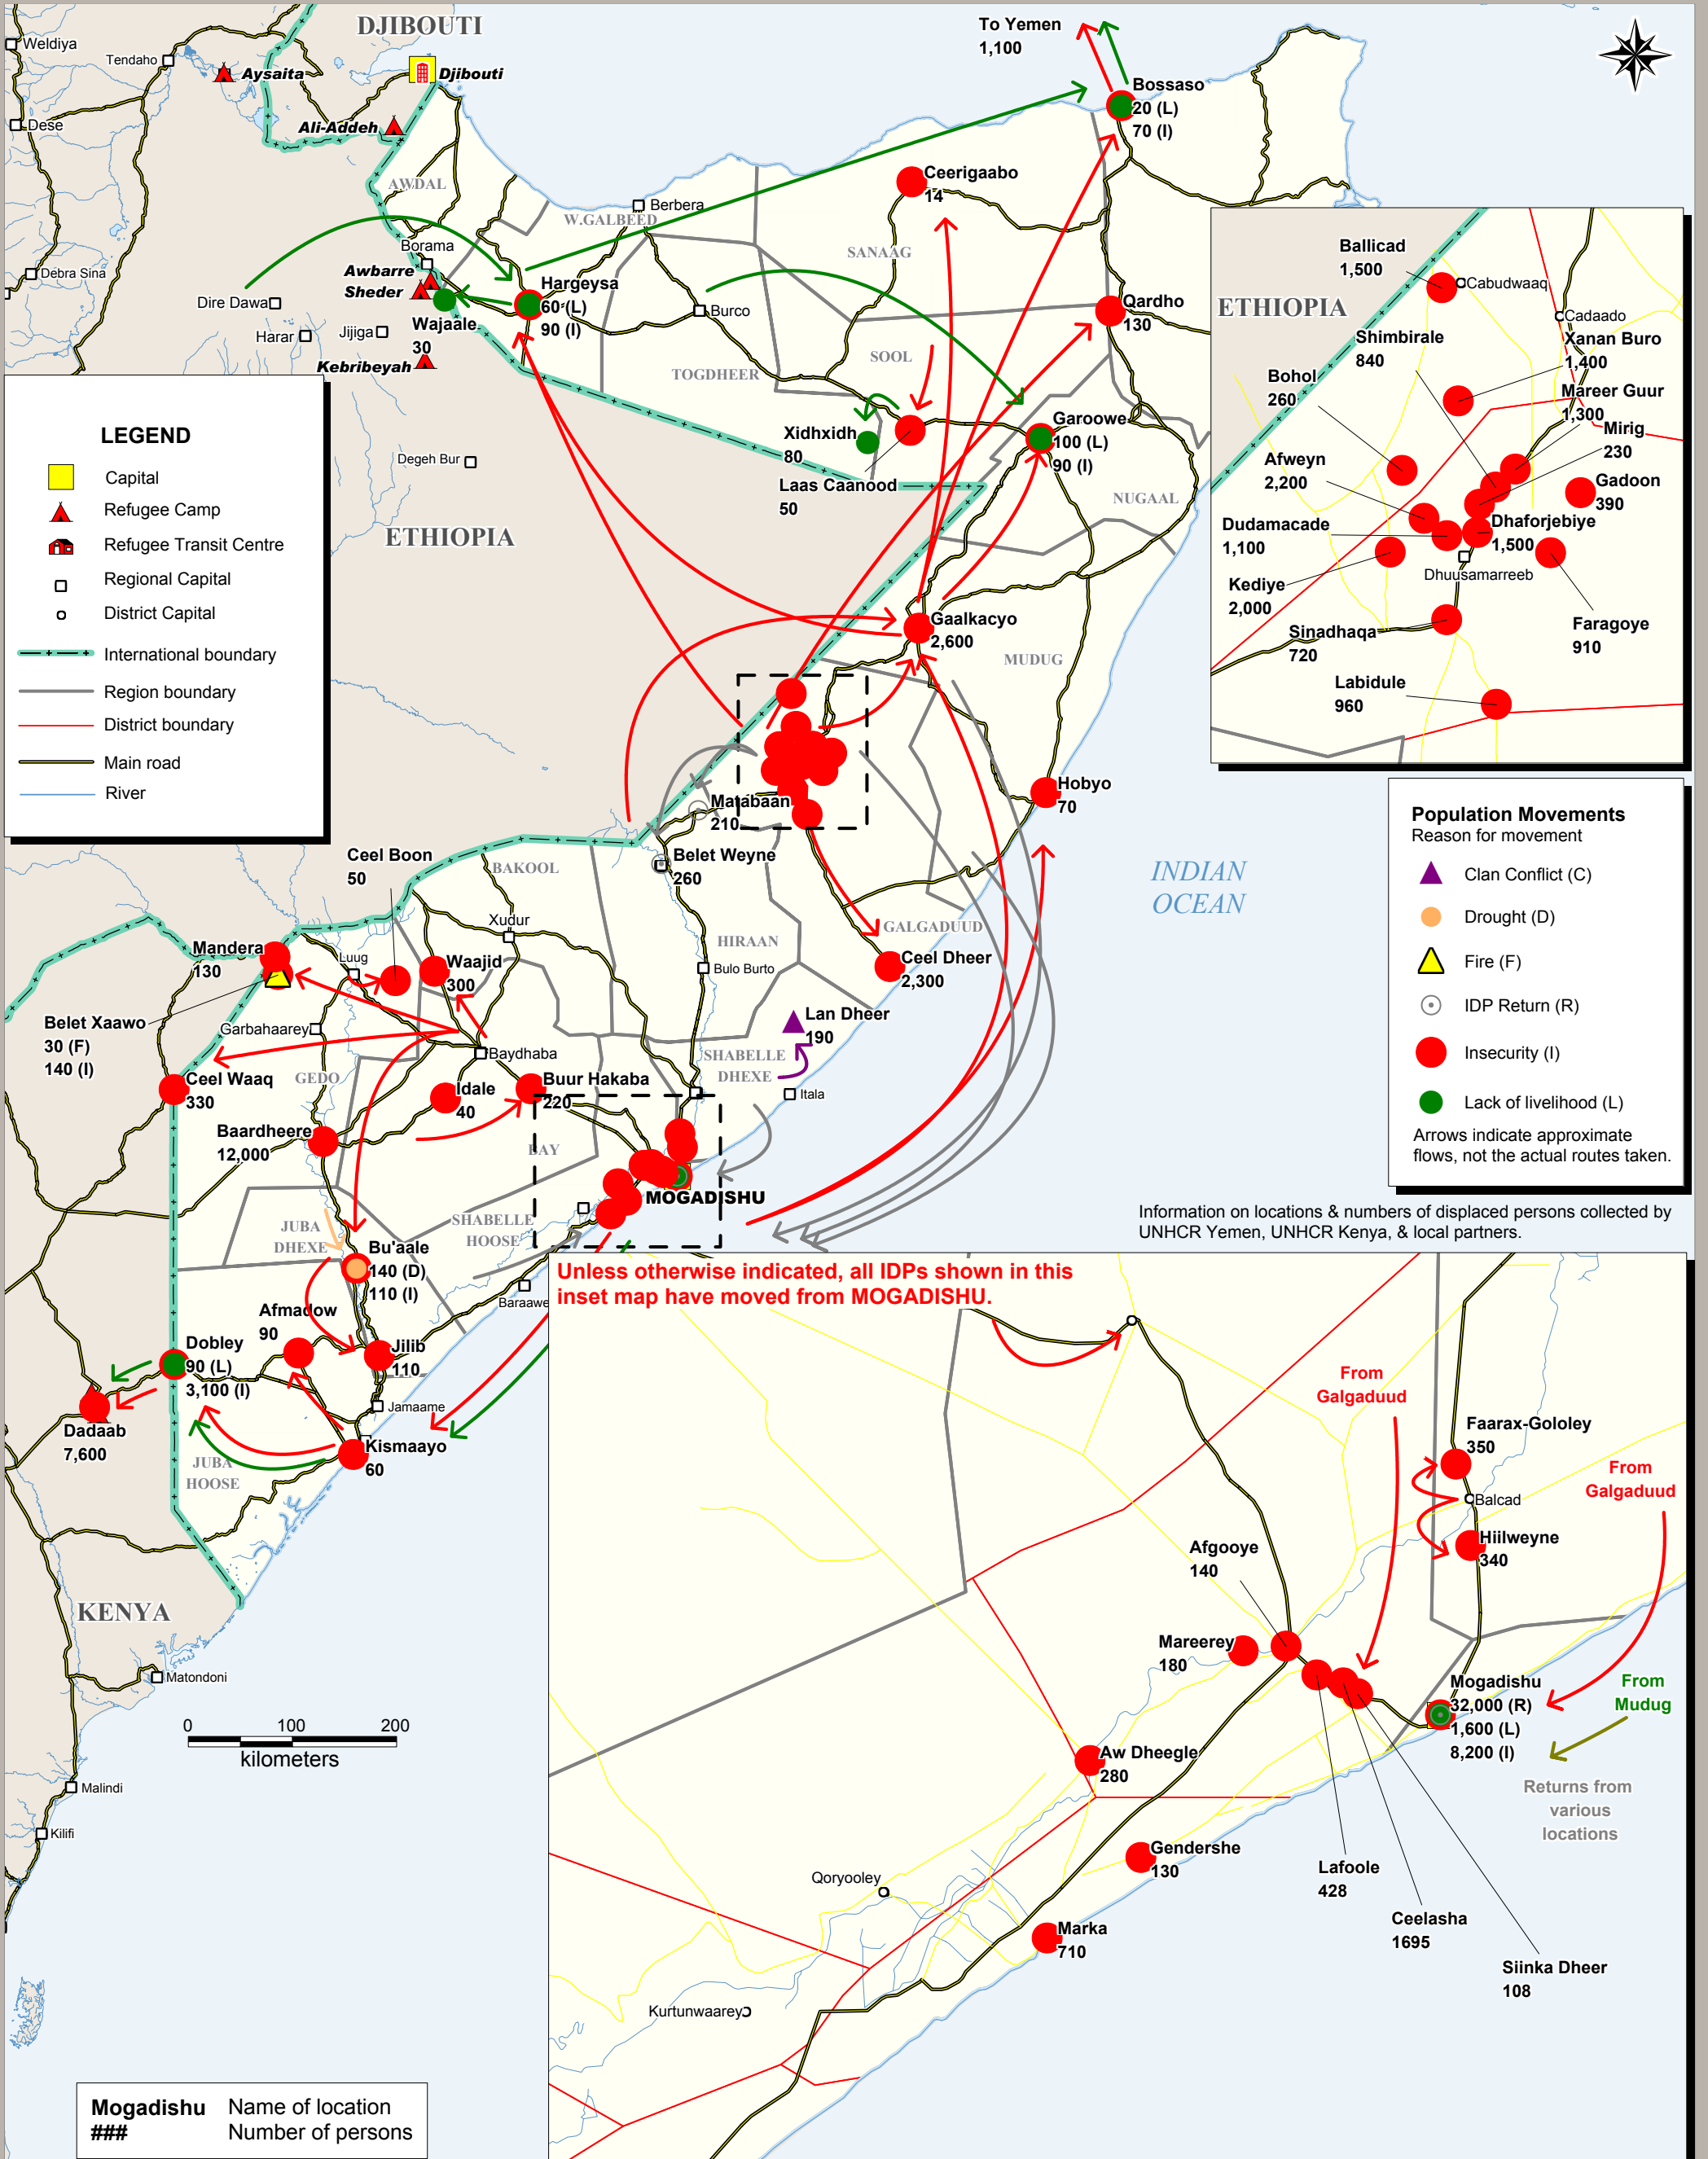 DJIBOUTI
To Yemen
1,100
Weldiya
Tendaho
Aysaita
Djibouti
Bossaso
20 (L)
70 (I)
Dese
Ali-Addeh
Ceerigaabo
14
AWDAL
Berbera
W.GALBEED
SANAAG
Borama
Awbarre
Sheder
Debra Sina
Dire Dawa
Hargeysa
60 (L)
90 (I)
Burco
Qardho
130
Harar
Jijiga
Wajaale
30
Kebribeyah
SOOL
TOGDHEER
Garoowe
100 (L)
90 (I)
Xidhxidh
80
Laas Caanood
50
Degeh Bur
NUGAAL
ETHIOPIA
Gaalkacyo
2,600
MUDUG
LEGEND
Capital
Refugee Camp
Refugee Transit Centre
Regional Capital
District Capital
International boundary
Region boundary
District boundary
Main road
River
ETHIOPIA
Ballicad
1,500
Cabudwaaq
Cadaado
Shimbirale
840
Xanan Buro
1,400
Bohol
260
Mareer Guur
1,300
Mirig
230
Afweyn
2,200
Gadoon
390
Dudamacade
1,100
Dhaforjebiye
1,500
Dhuusamarreeb
Kediye
2,000
Faragoye
910
Sinadhaqa
720
Labidule
960
Matabaan
210
Hobyo
70
Ceel Boon
50
Belet Weyne
260
BAKOOL
INDIAN
OCEAN
Population Movements
Reason for movement
Clan Conflict (C)
Drought (D)
Fire (F)
IDP Return (R)
Insecurity (I)
Lack of livelihood (L)
Arrows indicate approximate
flows, not the actual routes taken.
Information on locations & numbers of displaced persons collected by
UNHCR Yemen, UNHCR Kenya, & local partners.
Xudur
GALGADUUD
HIRAAN
Mandera
130
Luug
Waajid
300
Bulo Burto
Ceel Dheer
2,300
Belet Xaawo
30 (F)
140 (I)
Garbahaarey
Lan Dheer
190
Baydhaba
SHABELLE
DHEXE
Ceel Waaq
330
GEDO
Idale
40
Buur Hakaba
220
Itala
Baardheere
12,000
BAY
MOGADISHU
JUBA
DHEXE
SHABELLE
HOOSE
Bu'aale
140 (D)
110 (I)
Baraawe
Afmadow
90
Dobley
90 (L)
3,100 (I)
Jilib
110
Jamaame
Dadaab
7,600
Kismaayo
60
JUBA
HOOSE
KENYA
Matondoni
0 100 200
kilometers
Malindi
Kilifi
Mogadishu Name of location
### Number of persons
Unless otherwise indicated, all IDPs shown in this
inset map have moved from MOGADISHU.
From
Galgaduud
Faarax-Gololey
350
From
Galgaduud
Balcad
Hiilweyne
340
Afgooye
140
Mareerey
180
Mogadishu
32,000 (R)
1,600 (L)
8,200 (I)
From
Mudug
Aw Dheegle
280
Returns from
various
locations
Gendershe
130
Lafoole
428
Qoryooley
Ceelasha
1695
Marka
710
Siinka Dheer
108
Kurtunwaarey